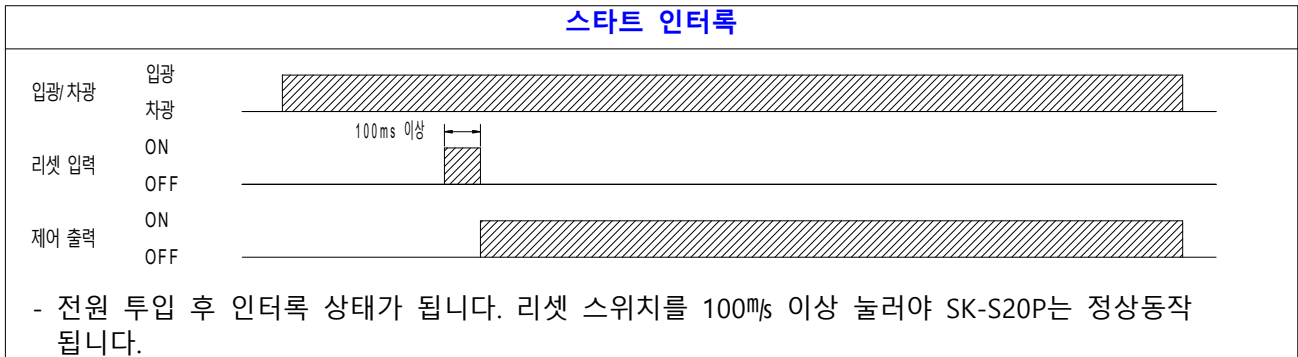 스타트 인터록
입광/차광
입광
차광
100ms 이상
리셋 입력
ON
OFF
제어 출력
ON
OFF
- 전원 투입 후 인터록 상태가 됩니다. 리셋 스위치를 100㎧ 이상 눌러야 SK-S20P는 정상동작
됩니다.